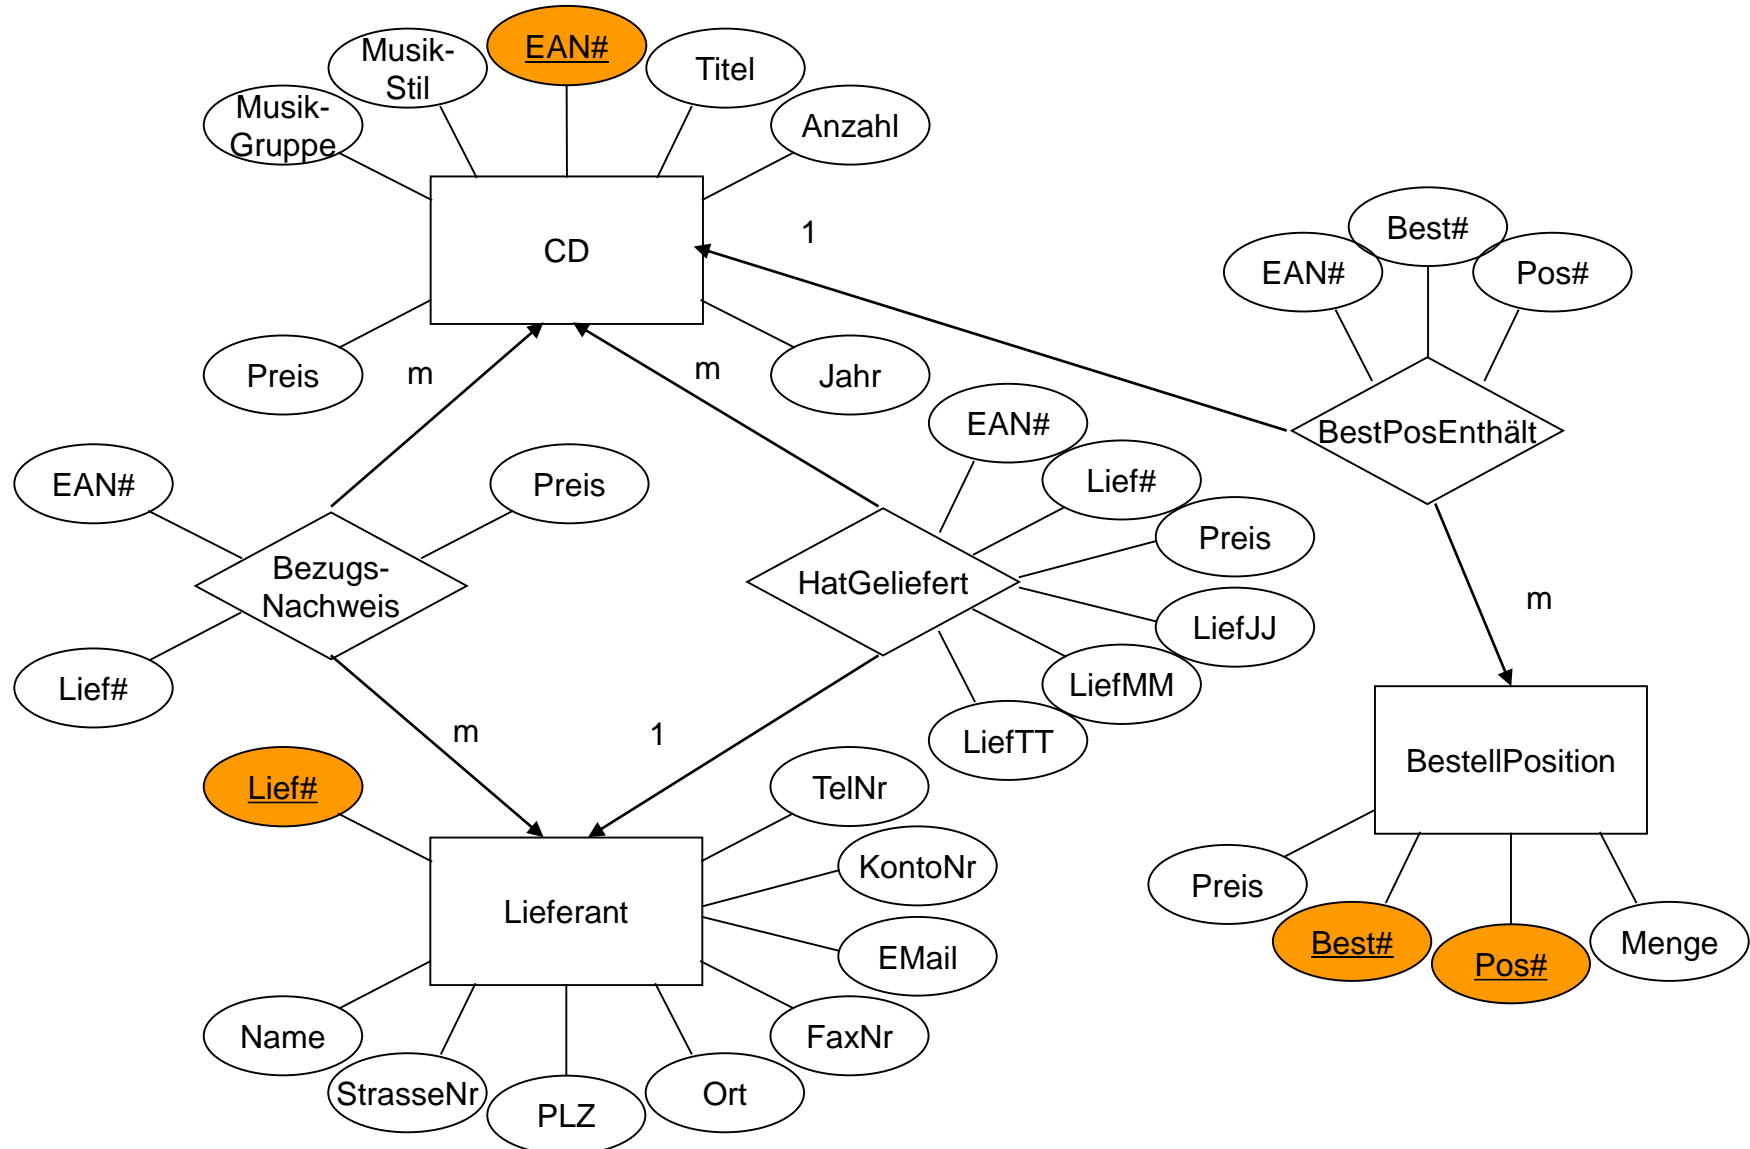 EAN#
Musik-
Stil
Titel
Musik-
Gruppe
Anzahl
CD
1
Best#
EAN#
Pos#
Preis
m
m
Jahr
EAN#
BestPosEnthält
EAN#
Preis
Lief#
Preis
Bezugs-
Nachweis
HatGeliefert
m
LiefJJ
Lief#
LiefMM
m
1
LiefTT
BestellPosition
Lief#
TelNr
KontoNr
Preis
Lieferant
EMail
Best#
Pos#
Menge
Name
FaxNr
StrasseNr
PLZ
Ort